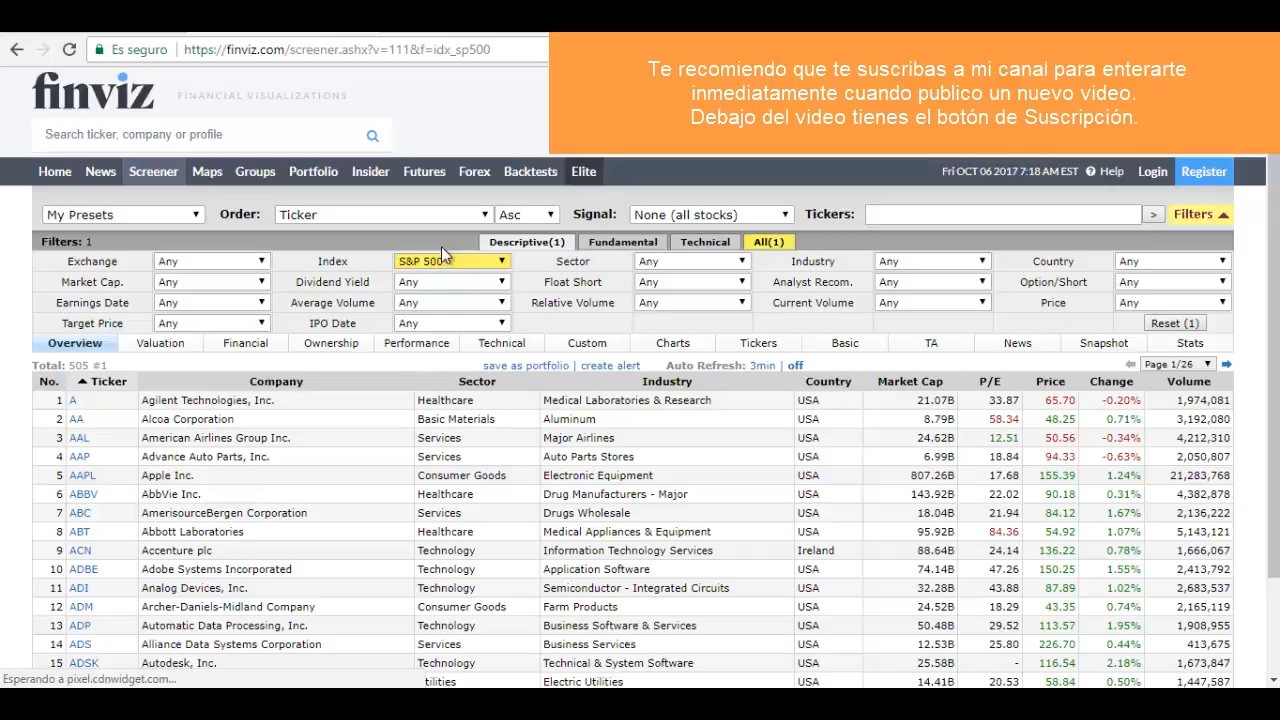 Es seguro https://finviz.com/screener.ashx?v=111&f=idx_sp500
Te recomiendo que te suscribas a mi canal para enterarte
inmediatamente cuando publico un nuevo video.
Debajo del video tienes el botón de Suscripción.
finviz FINANCIAL VISUALIZATIONS
Search ticker, company or profile
Home News Screener Maps Groups Portfolio Insider Futures Forex Backtests Elite Fri OCT 06 2017 7:18 AM EST Help Login Register
My Presets Order: Ticker Asc Signal: None (all stocks) Tickers: > Filters
Filters: 1 Descriptive(1) Fundamental Technical All(1)
Exchange Any Index S&P 500 Sector Any Industry Any Country Any
Market Cap. Any Dividend Yield Any Float Short Any Analyst Recom. Any Option/Short Any
Earnings Date Any Average Volume Any Relative Volume Any Current Volume Any Price Any
Target Price Any IPO Date Any Reset (1)
Overview Valuation Financial Ownership Performance Technical Custom Charts Tickers Basic TA News Snapshot Stats
Total: 505 #1 save as portfolio | create alert Auto Refresh: 3min | off Page 1/26
No. Ticker Company Sector Industry Country Market Cap P/E Price Change Volume
1 A Agilent Technologies, Inc. Healthcare Medical Laboratories & Research USA 21.07B 33.87 65.70 -0.20% 1,974,081
2 AA Alcoa Corporation Basic Materials Aluminum USA 8.79B 58.34 48.25 0.71% 3,192,080
3 AAL American Airlines Group Inc. Services Major Airlines USA 24.62B 12.51 50.56 -0.34% 4,212,310
4 AAP Advance Auto Parts, Inc. Services Auto Parts Stores USA 6.99B 18.84 94.33 -0.63% 2,050,807
5 AAPL Apple Inc. Consumer Goods Electronic Equipment USA 807.26B 17.68 155.39 1.24% 21,283,768
6 ABBV AbbVie Inc. Healthcare Drug Manufacturers - Major USA 143.92B 22.02 90.18 0.31% 4,382,878
7 ABC AmerisourceBergen Corporation Services Drugs Wholesale USA 18.04B 21.94 84.12 1.67% 2,136,222
8 ABT Abbott Laboratories Healthcare Medical Appliances & Equipment USA 95.92B 84.36 54.92 1.07% 5,143,121
9 ACN Accenture plc Technology Information Technology Services Ireland 88.64B 24.14 136.22 0.78% 1,666,067
10 ADBE Adobe Systems Incorporated Technology Application Software USA 74.14B 47.26 150.25 1.55% 2,413,792
11 ADI Analog Devices, Inc. Technology Semiconductor - Integrated Circuits USA 32.28B 43.88 87.89 1.02% 2,683,537
12 ADM Archer-Daniels-Midland Company Consumer Goods Farm Products USA 24.52B 18.29 43.35 0.74% 2,165,119
13 ADP Automatic Data Processing, Inc. Technology Business Software & Services USA 50.48B 29.52 113.57 1.95% 1,908,955
14 ADS Alliance Data Systems Corporation Services Business Services USA 12.53B 25.80 226.70 0.44% 413,675
15 ADSK Autodesk, Inc. Technology Technical & System Software USA 25.58B - 116.54 2.18% 1,673,847
Esperando a pixel.cdnwidget.com... tilities Electric Utilities USA 14.41B 20.53 58.84 0.50% 1,447,587